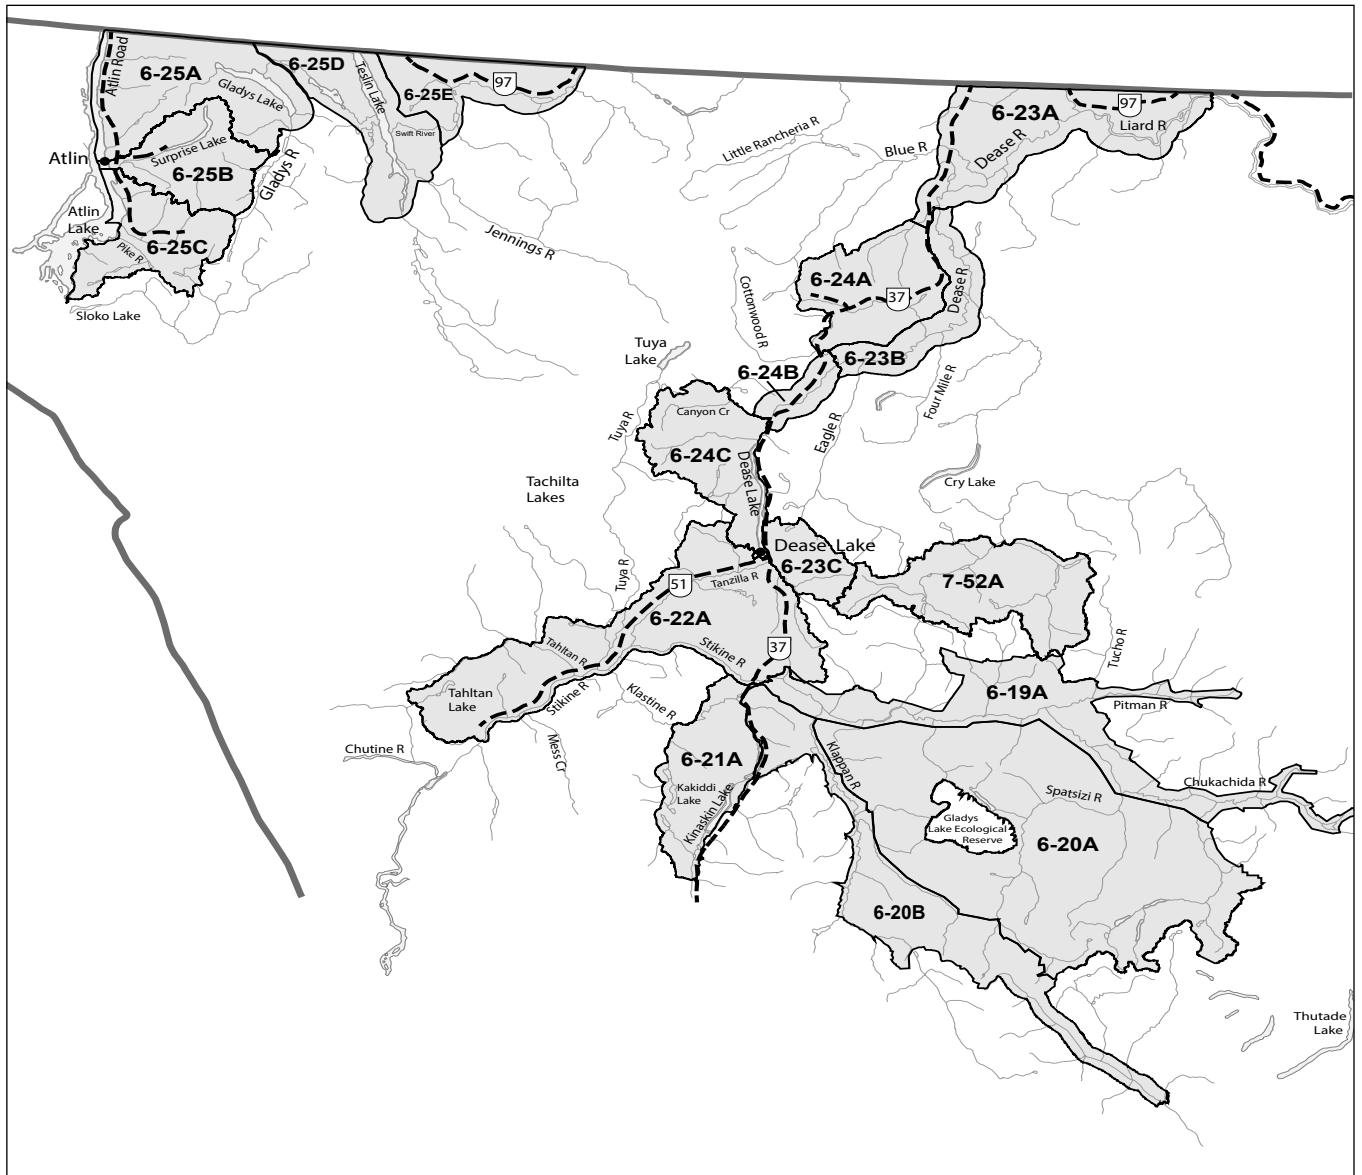 Atlin Road
6-25A
Gladys Lake
6-25D
Teslin Lake
6-25E
97
Swift River
Atlin
Surprise Lake
6-25B
Gladys R
Atlin
Lake
6-25C
Pike R
Sloko Lake
Jennings R
6-23A
97
Liard R
Little Rancheria R
Blue R
Dease R
6-24A
37
Dease R
Cottonwood R
Tuya
Lake
6-23B
6-24B
Four Mile R
Canyon Cr
Tuya R
Eagle R
6-24C
Dease Lake
Cry Lake
Tachilta
Lakes
Dease Lake
6-23C
7-52A
Tuya R
51
Tanzilla R
6-22A
Stikine R
37
Tahltan R
Tucho R
Tahltan
Lake
Stikine R
Klastine R
6-19A
Pitman R
Mess Cr
Chutine R
6-21A
Klappan R
Kakiddi
Lake
Kinaskin Lake
Chukachida R
Spatsizi R
Gladys
Lake Ecological
Reserve
6-20A
6-20B
Thutade
Lake